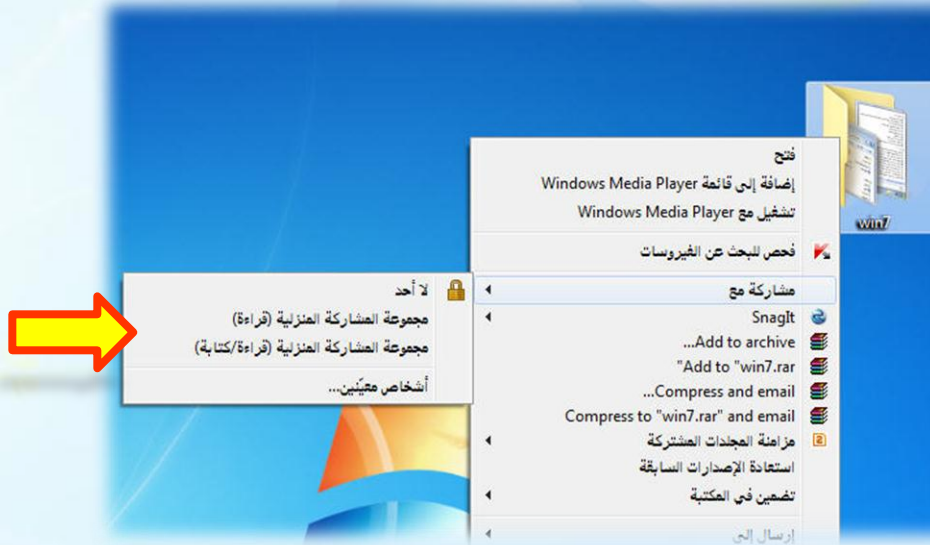 win7
فتح
إضافة إلى قائمة Windows Media Player
تشغيل مع Windows Media Player
فحص للبحث عن الفيروسات
مشاركة مع
SnagIt
...Add to archive
"Add to "win7.rar
...Compress and email
Compress to "win7.rar" and email
مزامنة المجلدات المشتركة
استعادة الإصدارات السابقة
تضمين في المكتبة
إرسال إلى
لا أحد
مجموعة المشاركة المنزلية (قراءة)
مجموعة المشاركة المنزلية (قراءة/كتابة)
أشخاص معيّنين...